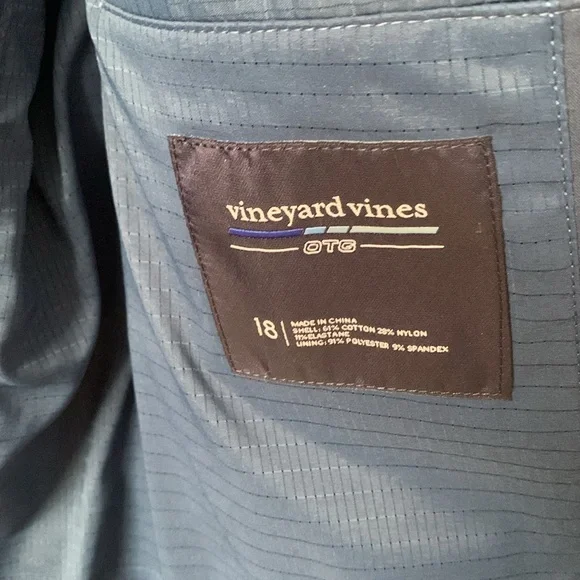 vineyard vines
OTG
18
MADE IN CHINA
SHELL: 61% COTTON 28% NYLON
11% ELASTANE
LINING: 91% POLYESTER 9% SPANDEX